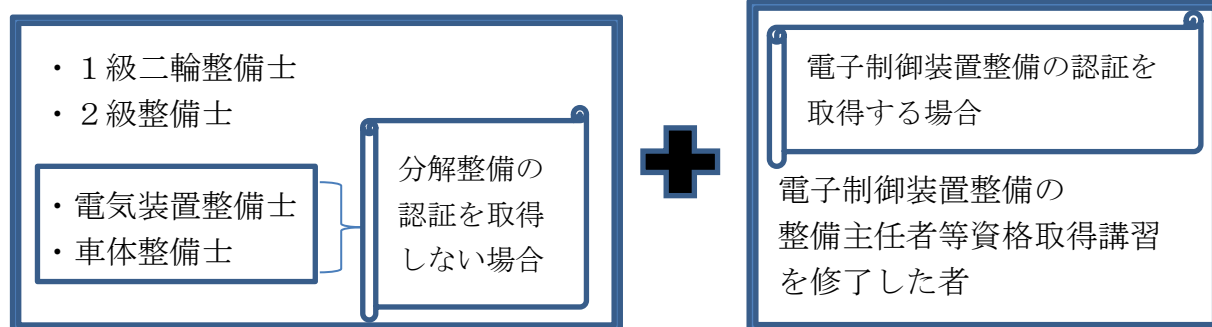 ・１級二輪整備士
・２級整備士
・電気装置整備士
・車体整備士
分解整備の
認証を取得
しない場合
電子制御装置整備の認証を
取得する場合
電子制御装置整備の
整備主任者等資格取得講習
を修了した者